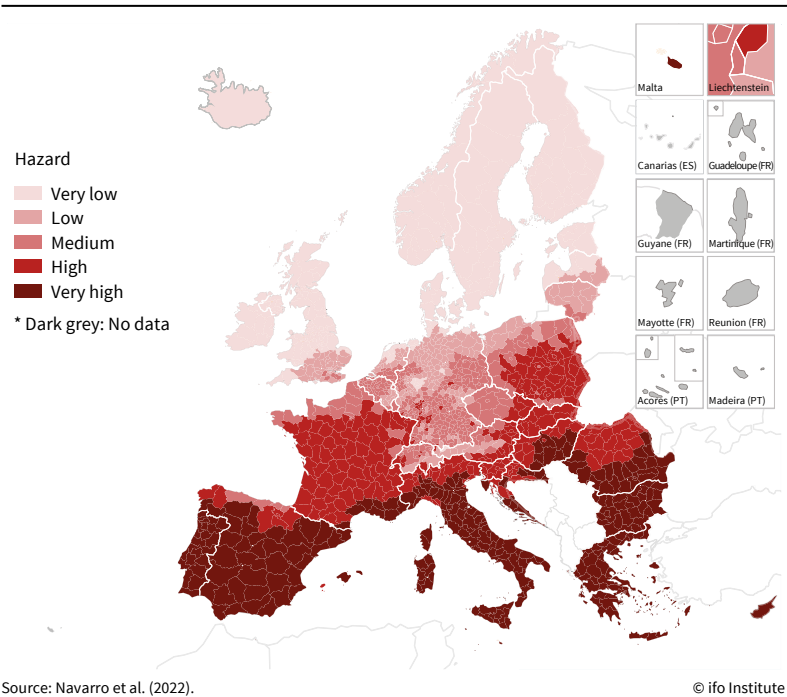 Hazard
Very low
Low
Medium
High
Very high
* Dark grey: No data
Malta
Liechtenstein
Canarias (ES)
Guadeloupe (FR)
Guyane (FR)
Martinique (FR)
Mayotte (FR)
Reunion (FR)
Acores (PT)
Madeira (PT)
Source: Navarro et al. (2022).
© ifo Institute